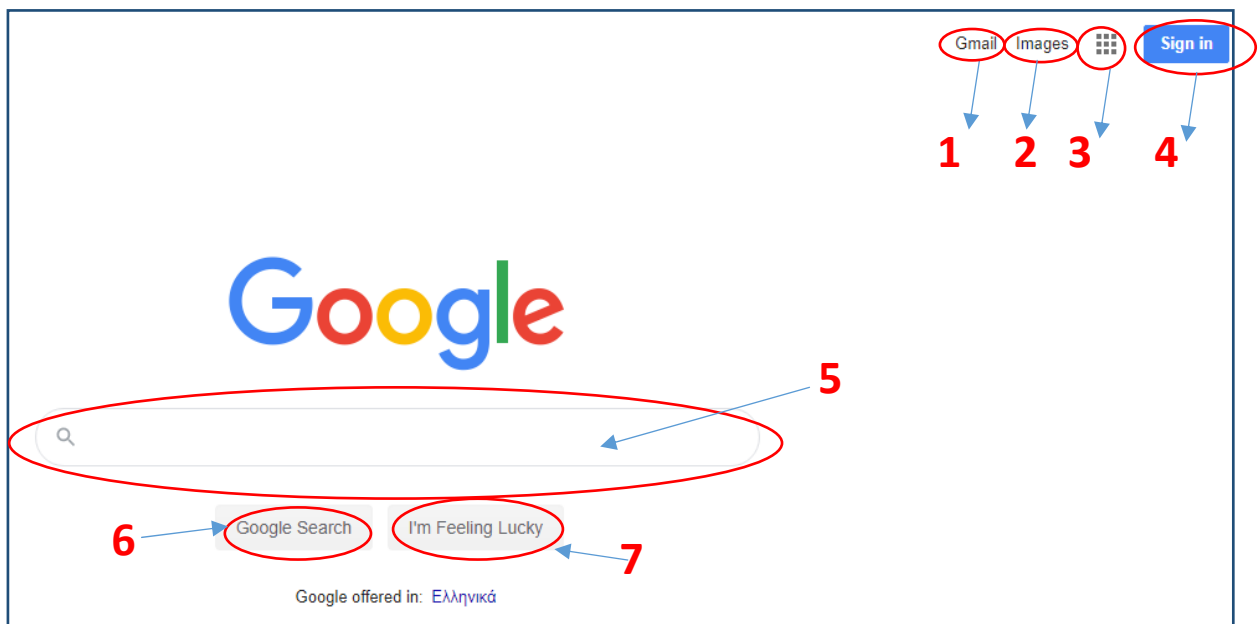 Gmail Images Sign in
1 2 3 4
Google
5
Google Search I'm Feeling Lucky
6
7
Google offered in: Ελληνικά